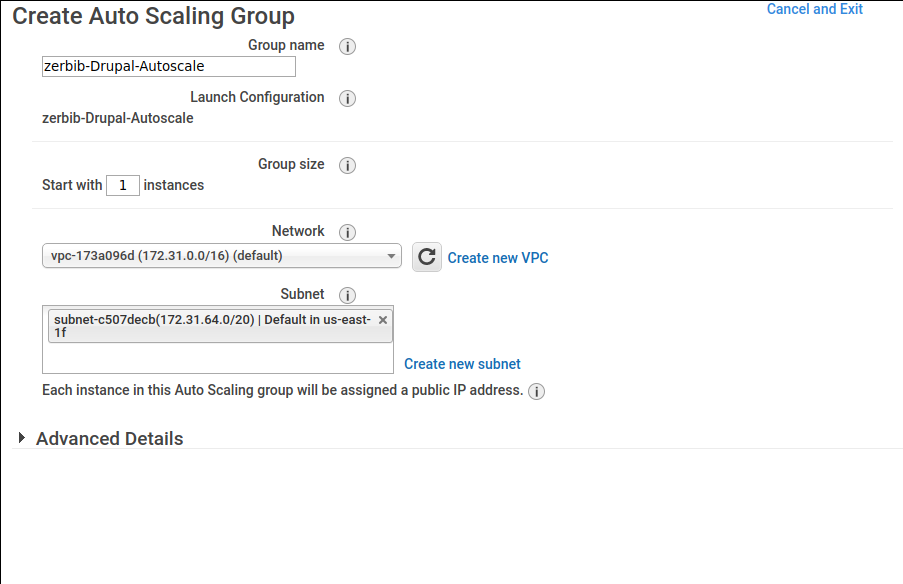 Create Auto Scaling Group
Cancel and Exit
Group name
zerbib-Drupal-Autoscale
Launch Configuration
zerbib-Drupal-Autoscale
Group size
Start with 1 instances
Network
vpc-173a096d (172.31.0.0/16) (default)
Create new VPC
Subnet
subnet-c507decb(172.31.64.0/20) | Default in us-east-
1f
Create new subnet
Each instance in this Auto Scaling group will be assigned a public IP address.
Advanced Details